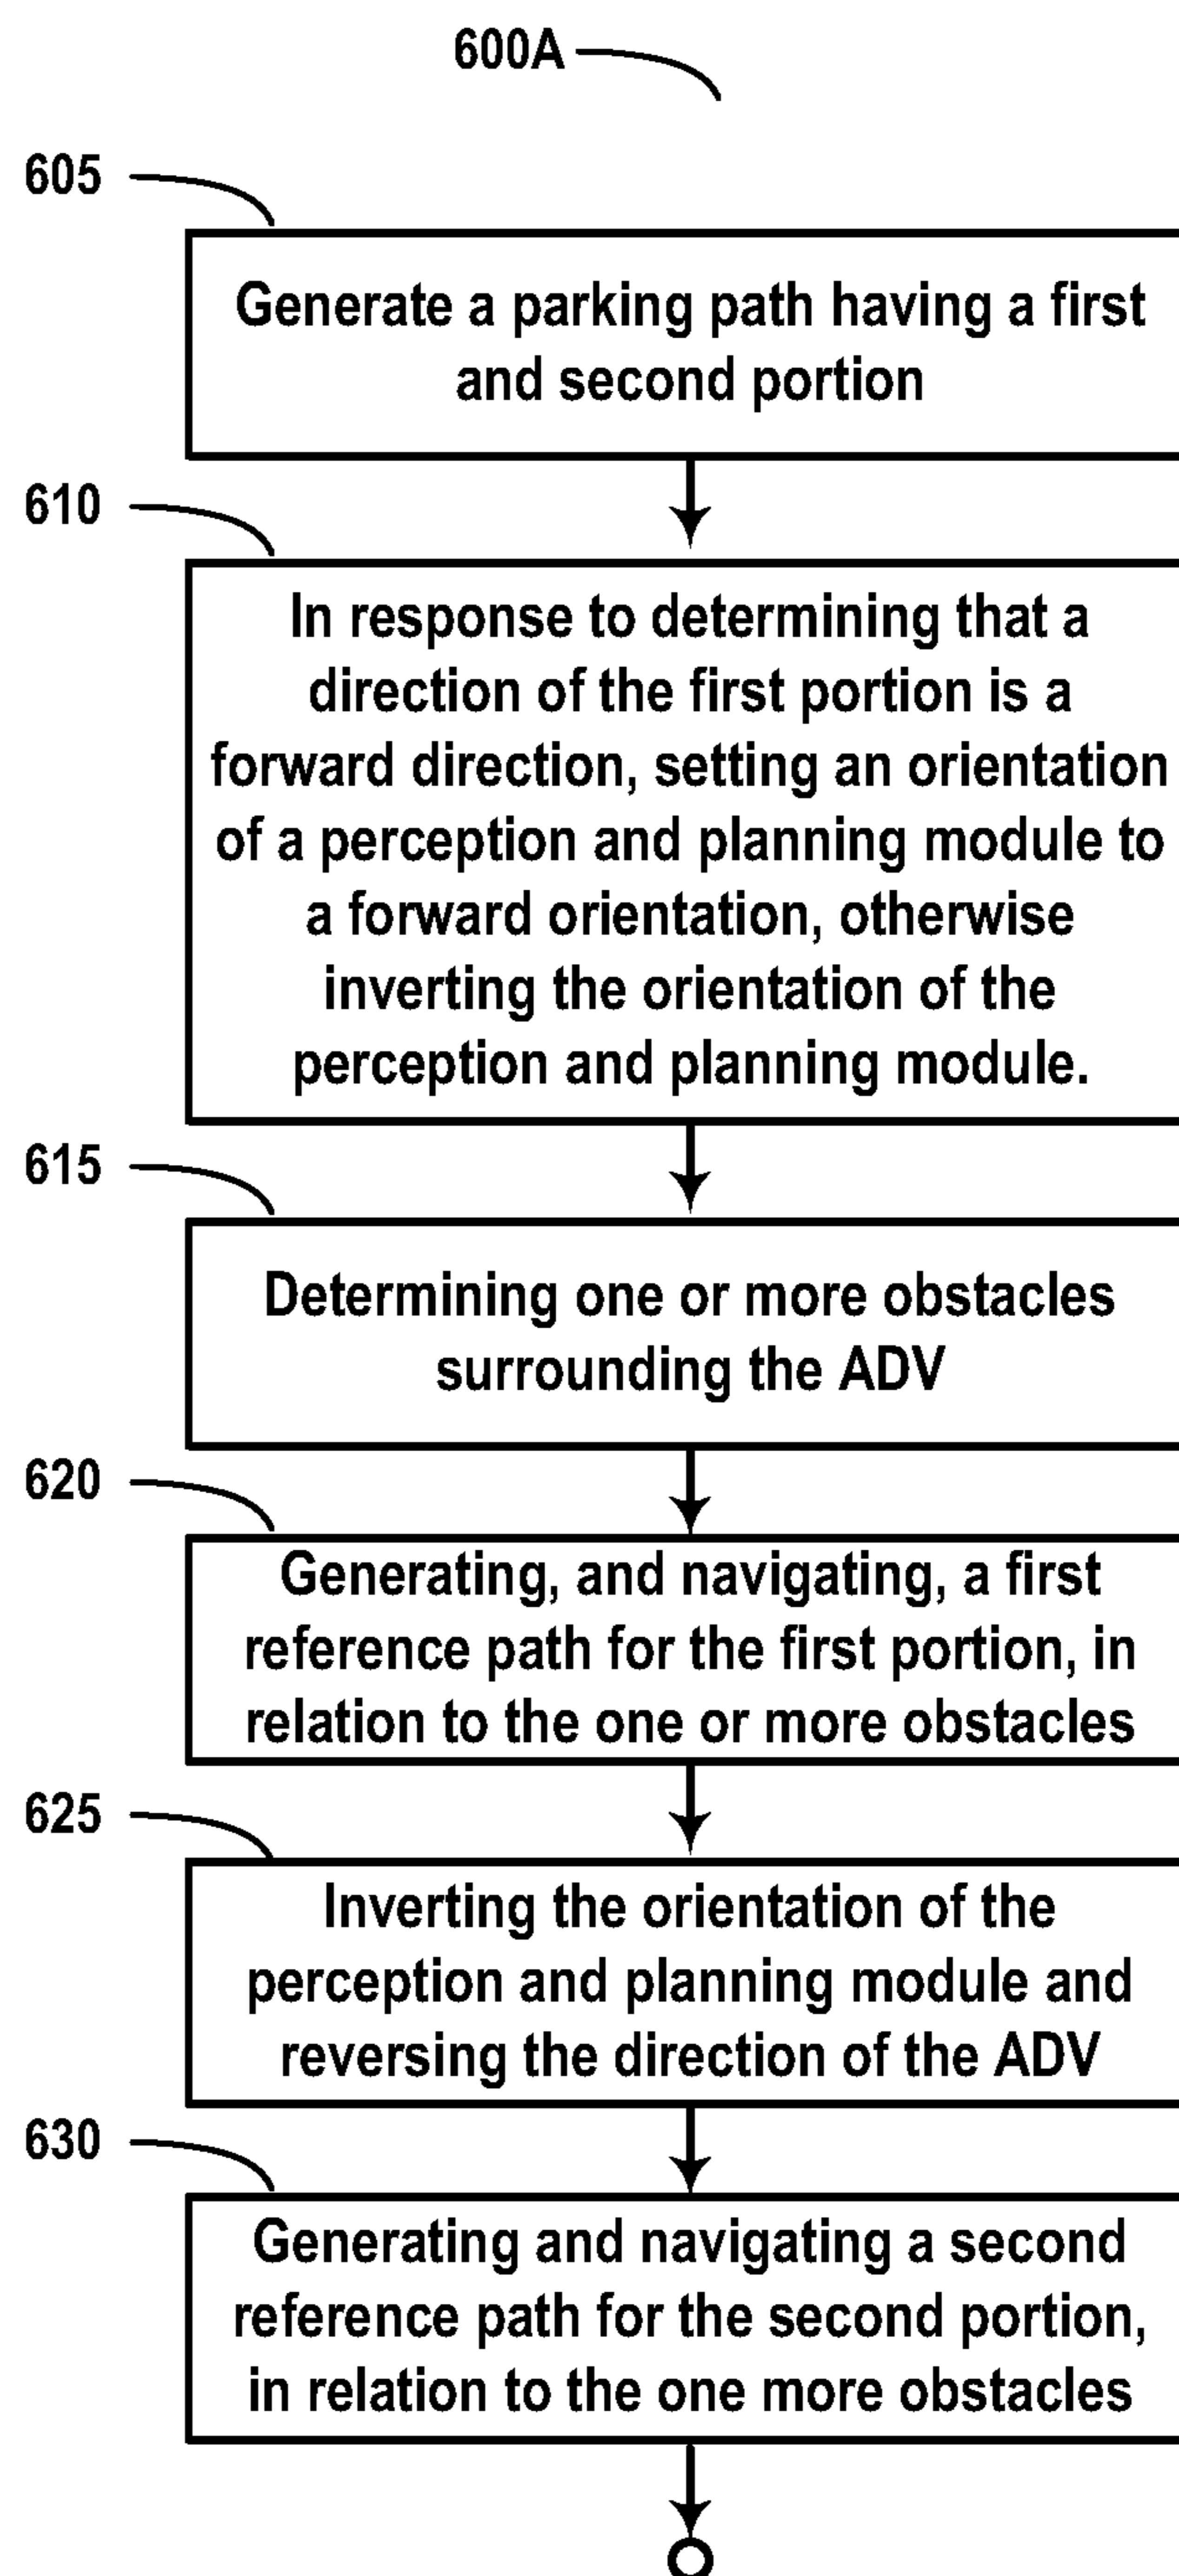 600A
605
Generate a parking path having a first
and second portion
610
In response to determining that a
direction of the first portion is a
forward direction, setting an orientation
of a perception and planning module to
a forward orientation, otherwise
inverting the orientation of the
perception and planning module.
615
Determining one or more obstacles
surrounding the ADV
620
Generating, and navigating, a first
reference path for the first portion, in
relation to the one or more obstacles
625
Inverting the orientation of the
perception and planning module and
reversing the direction of the ADV
630
Generating and navigating a second
reference path for the second portion,
in relation to the one more obstacles